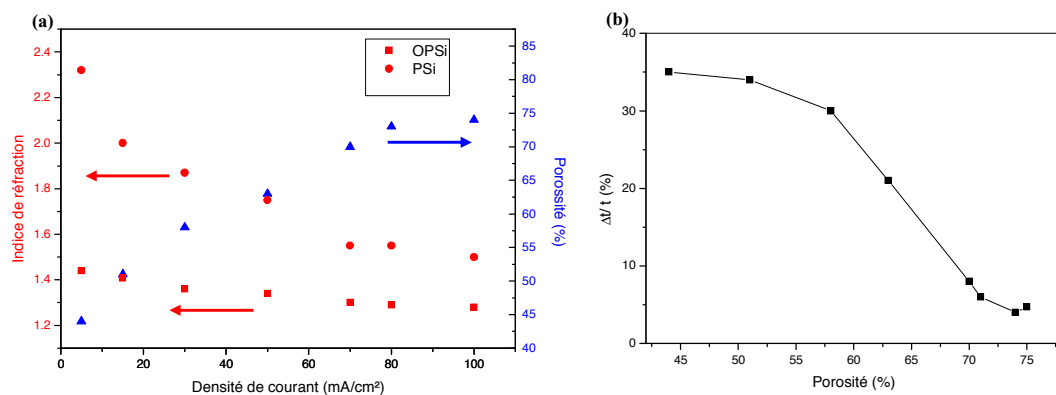 (a)
OPSi
PSi
2.4
2.2
2.0
1.8
1.6
1.4
1.2
Indice de réfraction
85
80
75
70
65
60
55
50
45
40
Porossité (%)
0 20 40 60 80 100
Densité de courant (mA/cm²)
(b)
40
30
20
10
0
Δt/ t (%)
45 50 55 60 65 70 75
Porosité (%)